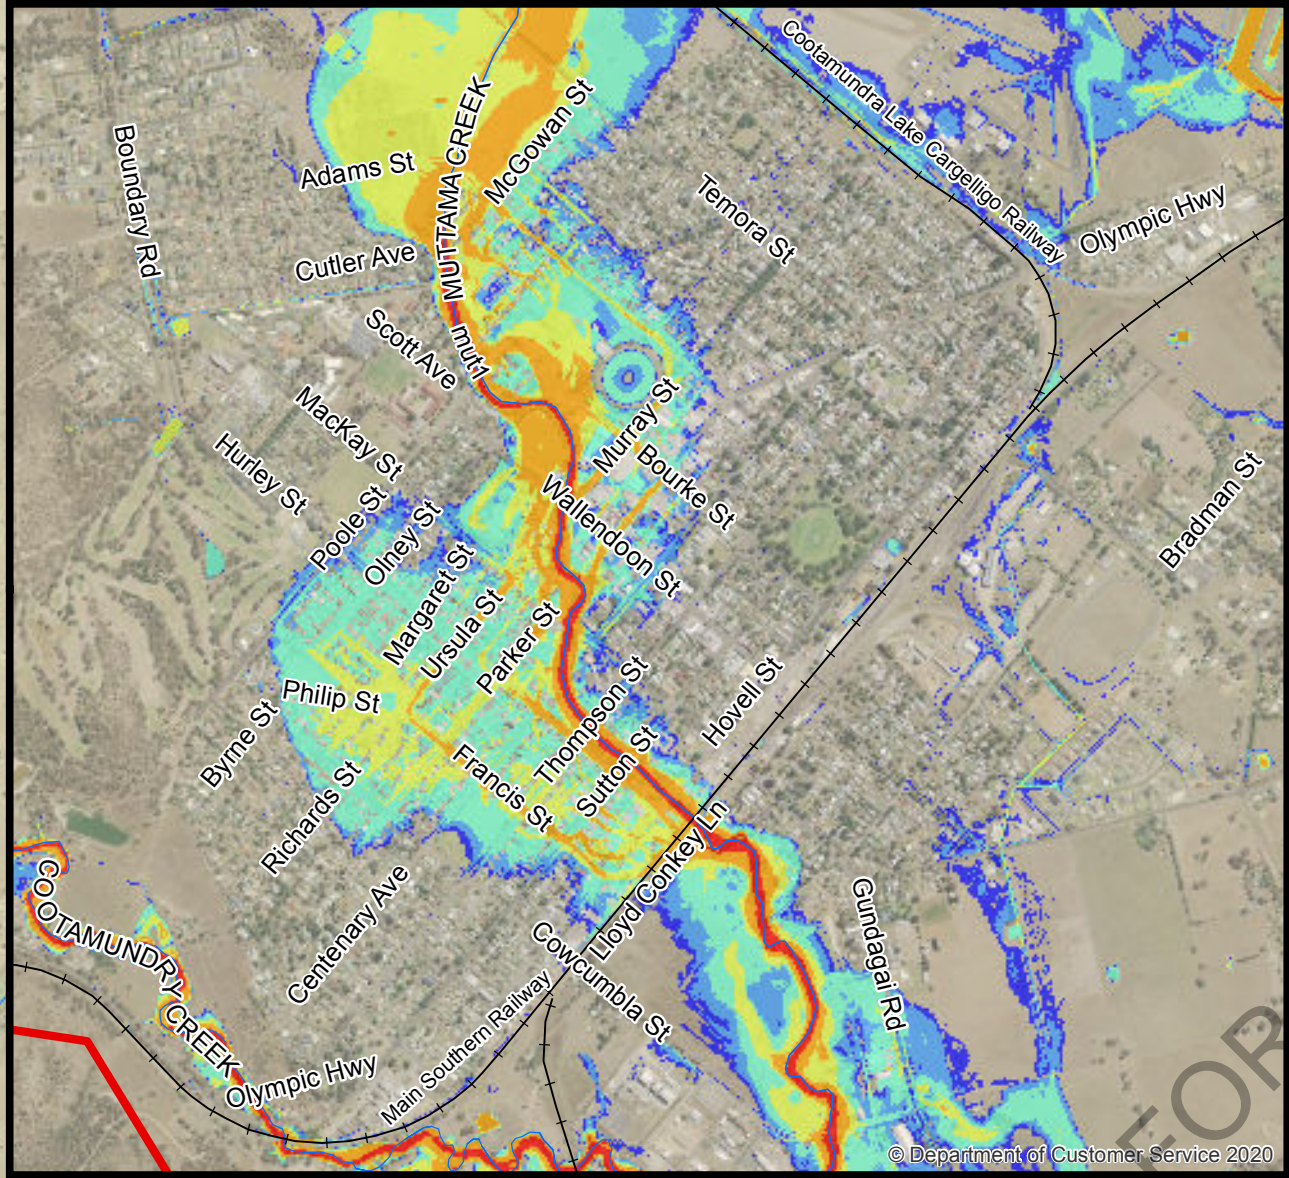 Cootamundra Lake Cargelligo Railway
MUTTAMA CREEK
McGowan St
Boundary Rd
Adams St
Temora St
Olympic Hwy
Cutler Ave
Scott Ave
mut1
MacKay St
Murray St
Hurley St
Bourke St
Bradman St
Poole St
Olney St
Wallendoon St
Margaret St
Ursula St
Parker St
Philip St
Thompson St
Hovell St
Byrne St
Francis St
Sutton St
Richards St
Lloyd Conkey Ln
COOTAMUNDRY CREEK
Centenary Ave
Cowcumbla St
Gundagai Rd
Main Southern Railway
Olympic Hwy
FOR
© Department of Customer Service 2020